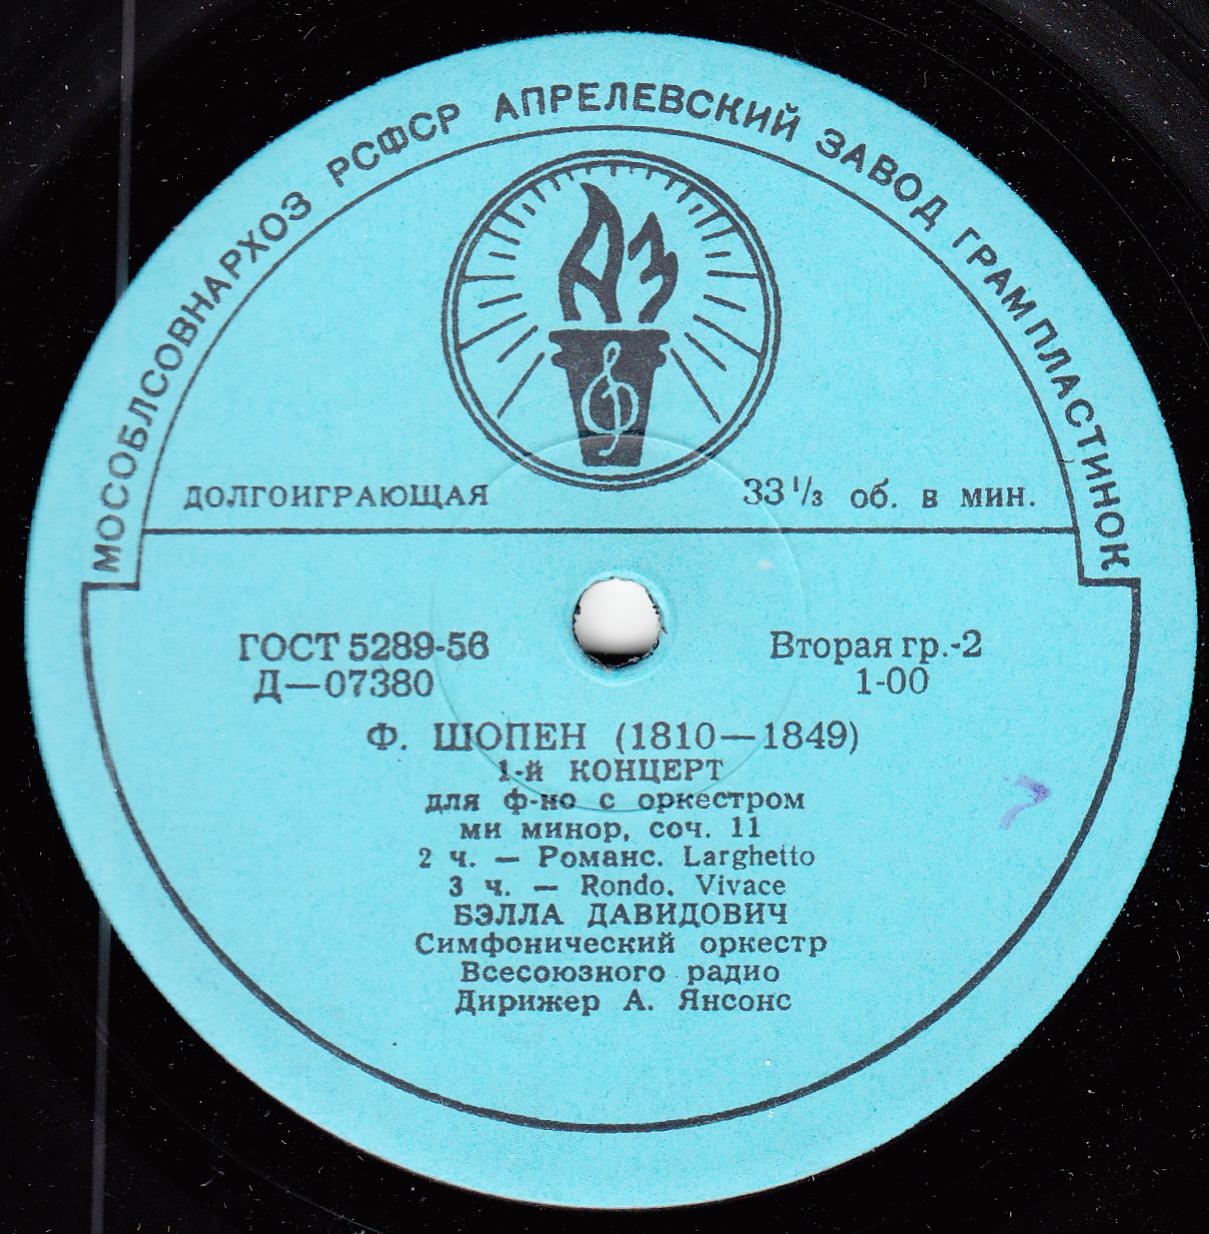 МОСОБЛСОВНАРХОЗ РСФСР АПРЕЛЕВСКИЙ ЗАВОД ГРАМПЛАСТИНОК
АЗ
ДОЛГОИГРАЮЩАЯ 33 1/3 об. в мин.
ГОСТ 5289-56 Вторая гр.-2
Д—07380 1-00
Ф. ШОПЕН (1810—1849)
1-й КОНЦЕРТ
для ф-но с оркестром
ми минор, соч. 11
2 ч. — Романс. Larghetto
3 ч. — Rondo. Vivace
БЭЛЛА ДАВИДОВИЧ
Симфонический оркестр
Всесоюзного радио
Дирижер А. Янсонс
7